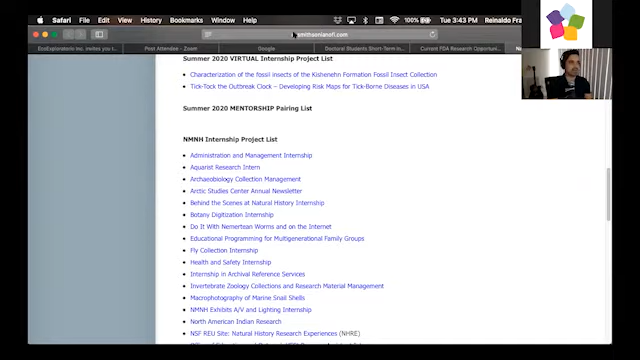 Safari File Edit View History Bookmarks Window Help 100% Tue 3:43 PM Reinaldo Fra
smithsonianofi.com
EcoExploratorio Inc. invites you t Post Attendee - Zoom Google Doctoral Students Short-Term in... Current FDA Research Opportuni... Na
Summer 2020 VIRTUAL Internship Project List
Characterization of the fossil insects of the Kishenehn Formation Fossil Insect Collection
Tick-Tock the Outbreak Clock – Developing Risk Maps for Tick-Borne Diseases in USA
Summer 2020 MENTORSHIP Pairing List
NMNH Internship Project List
Administration and Management Internship
Aquarist Research Intern
Archaeobiology Collection Management
Arctic Studies Center Annual Newsletter
Behind the Scenes at Natural History Internship
Botany Digitization Internship
Do It With Nemertean Worms and on the Internet
Educational Programming for Multigenerational Family Groups
Fly Collection Internship
Health and Safety Internship
Internship in Archival Reference Services
Invertebrate Zoology Collections and Research Material Management
Macrophotography of Marine Snail Shells
NMNH Exhibits A/V and Lighting Internship
North American Indian Research
NSF REU Site: Natural History Research Experiences (NHRE)